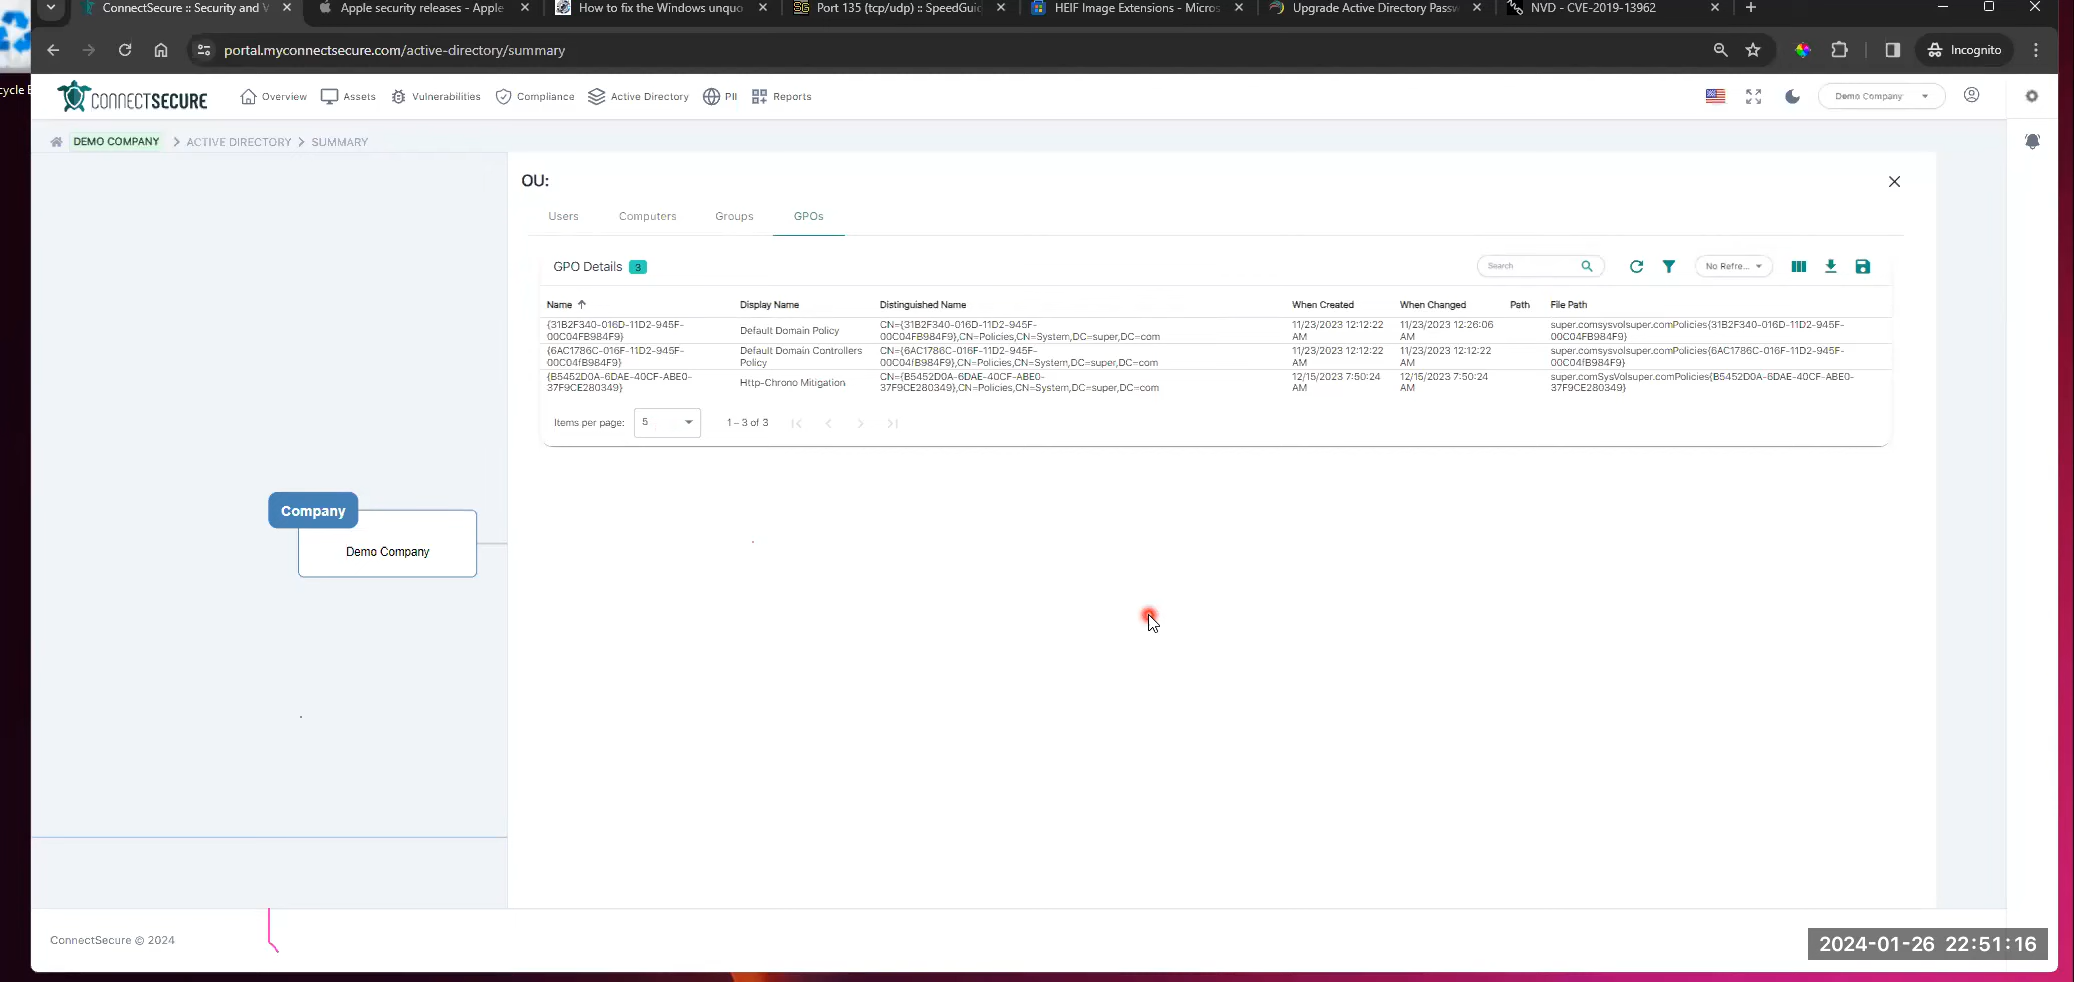 ConnectSecure :: Security and V
Apple security releases - Apple
How to fix the Windows unquo
Port 135 (tcp/udp) :: SpeedGuid
HEIF Image Extensions - Micros
Upgrade Active Directory Passw
NVD - CVE-2019-13962
portal.myconnectsecure.com/active-directory/summary
Incognito
CONNECTSECURE
Overview
Assets
Vulnerabilities
Compliance
Active Directory
PII
Reports
Demo Company
DEMO COMPANY > ACTIVE DIRECTORY > SUMMARY
OU:
Users
Computers
Groups
GPOs
GPO Details 3
Search
No Refre...
Name
Display Name
Distinguished Name
When Created
When Changed
Path
File Path
{31B2F340-016D-11D2-945F-
00C04FB984F9}
Default Domain Policy
CN={31B2F340-016D-11D2-945F-
00C04FB984F9},CN=Policies,CN=System,DC=super,DC=com
11/23/2023 12:12:22
AM
11/23/2023 12:26:06
AM
super.comsysvolsuper.comPolicies{31B2F340-016D-11D2-945F-
00C04FB984F9}
{6AC1786C-016F-11D2-945F-
00C04fB984F9}
Default Domain Controllers
Policy
CN={6AC1786C-016F-11D2-945F-
00C04fB984F9},CN=Policies,CN=System,DC=super,DC=com
11/23/2023 12:12:22
AM
11/23/2023 12:12:22
AM
super.comsysvolsuper.comPolicies{6AC1786C-016F-11D2-945F-
00C04fB984F9}
{B5452D0A-6DAE-40CF-ABE0-
37F9CE280349}
Http-Chrono Mitigation
CN={B5452D0A-6DAE-40CF-ABE0-
37F9CE280349},CN=Policies,CN=System,DC=super,DC=com
12/15/2023 7:50:24
AM
12/15/2023 7:50:24
AM
super.comSysVolsuper.comPolicies{B5452D0A-6DAE-40CF-ABE0-
37F9CE280349}
Items per page: 5
1 – 3 of 3
Company
Demo Company
ConnectSecure © 2024
2024-01-26 22:51:16